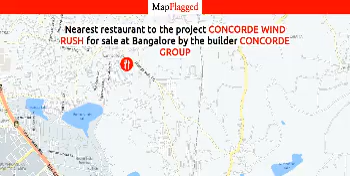 MapFlagged
Nearest restaurant to the project CONCORDE WIND
RUSH for sale at Bangalore by the builder CONCORDE
GROUP